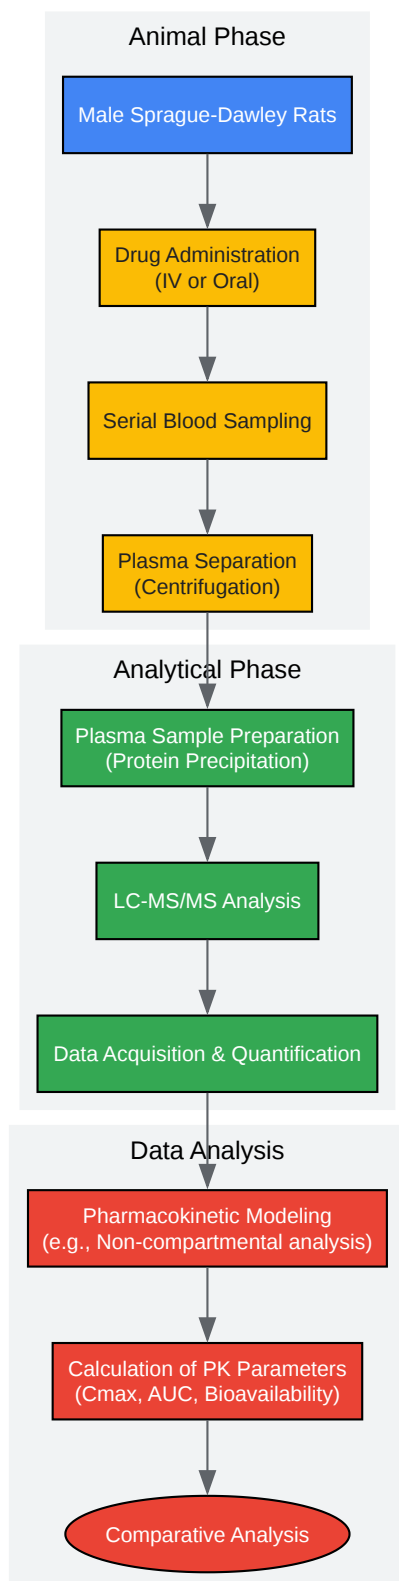 Animal Phase
Male Sprague-Dawley Rats
Drug Administration
(IV or Oral)
Serial Blood Sampling
Plasma Separation
(Centrifugation)
Analytical Phase
Plasma Sample Preparation
(Protein Precipitation)
LC-MS/MS Analysis
Data Acquisition & Quantification
Data Analysis
Pharmacokinetic Modeling
(e.g., Non-compartmental analysis)
Calculation of PK Parameters
(Cmax, AUC, Bioavailability)
Comparative Analysis